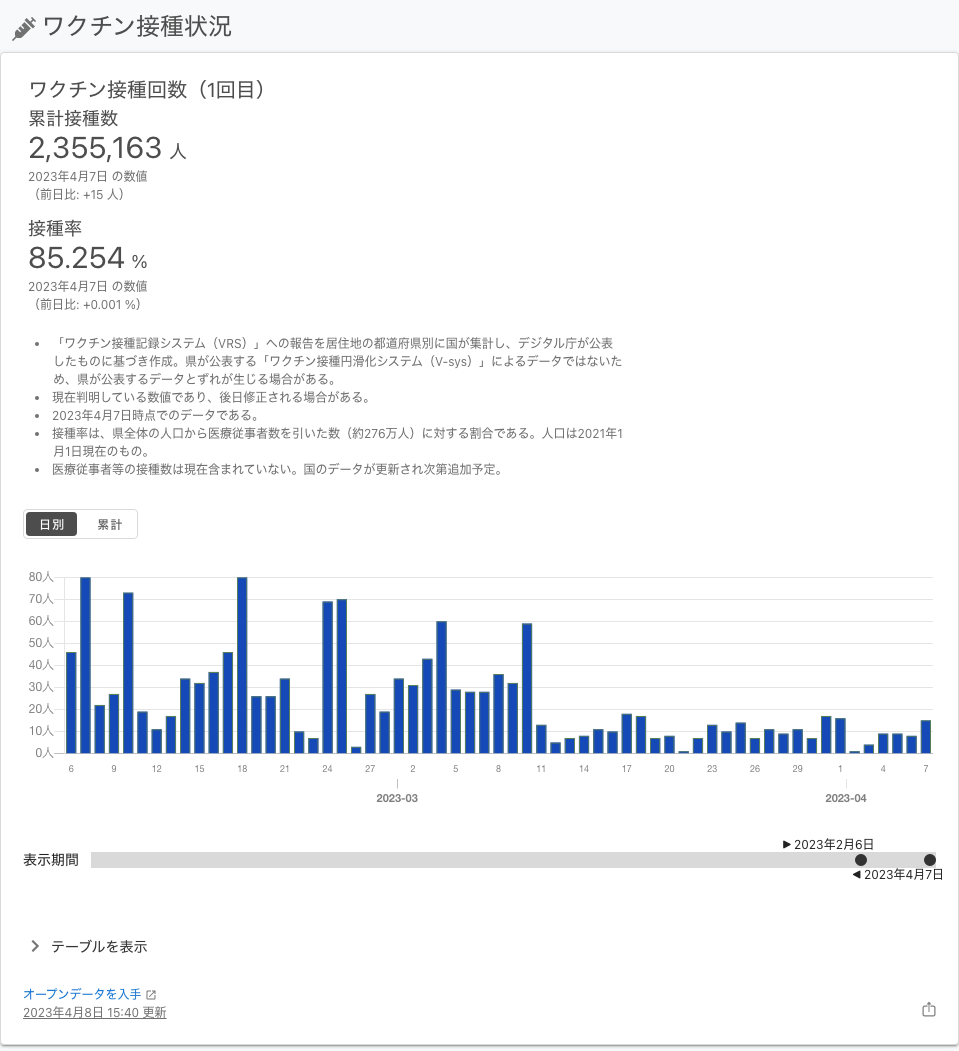 ワクチン接種状況
ワクチン接種回数（1回目）
累計接種数
2,355,163 人
2023年4月7日 の数値
（前日比: +15 人）
接種率
85.254 %
2023年4月7日 の数値
（前日比: +0.001 %）
• 「ワクチン接種記録システム（VRS）」への報告を居住地の都道府県別に国が集計し、デジタル庁が公表
したものに基づき作成。県が公表する「ワクチン接種円滑化システム（V-sys）」によるデータではないた
め、県が公表するデータとずれが生じる場合がある。
• 現在判明している数値であり、後日修正される場合がある。
• 2023年4月7日時点でのデータである。
• 接種率は、県全体の人口から医療従事者数を引いた数（約276万人）に対する割合である。人口は2021年1
月1日現在のもの。
• 医療従事者等の接種数は現在含まれていない。国のデータが更新され次第追加予定。
日別 累計
80人
70人
60人
50人
40人
30人
20人
10人
0人
6 9 12 15 18 21 24 27 2 5 8 11 14 17 20 23 26 29 1 4 7
2023-03 2023-04
▶ 2023年2月6日
表示期間
◀ 2023年4月7日
テーブルを表示
オープンデータを入手
2023年4月8日 15:40 更新